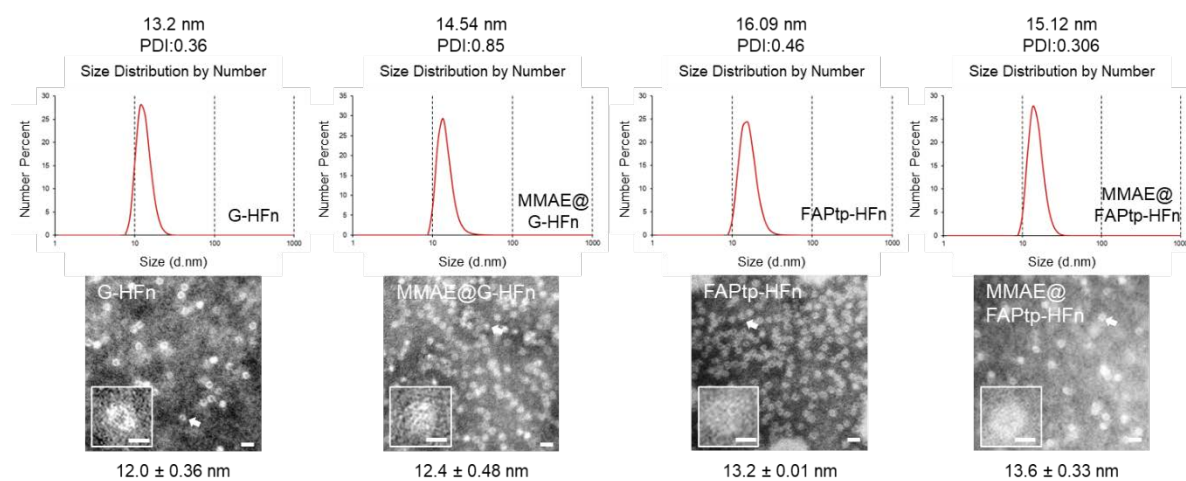 13.2 nm
PDI:0.36
Size Distribution by Number
30
25
20
15
10
5
0
Number Percent
1
10
100
1000
Size (d.nm)
G-HFn
14.54 nm
PDI:0.85
Size Distribution by Number
35
30
25
20
15
10
5
0
Number Percent
1
10
100
1000
Size (d.nm)
MMAE@
G-HFn
16.09 nm
PDI:0.46
Size Distribution by Number
30
25
20
15
10
5
0
Number Percent
1
10
100
1000
Size (d.nm)
FAPtp-HFn
15.12 nm
PDI:0.306
Size Distribution by Number
30
25
20
15
10
5
0
Number Percent
1
10
100
1000
Size (d.nm)
MMAE@
FAPtp-HFn
G-HFn
12.0 ± 0.36 nm
MMAE@G-HFn
12.4 ± 0.48 nm
FAPtp-HFn
13.2 ± 0.01 nm
MMAE@
FAPtp-HFn
13.6 ± 0.33 nm